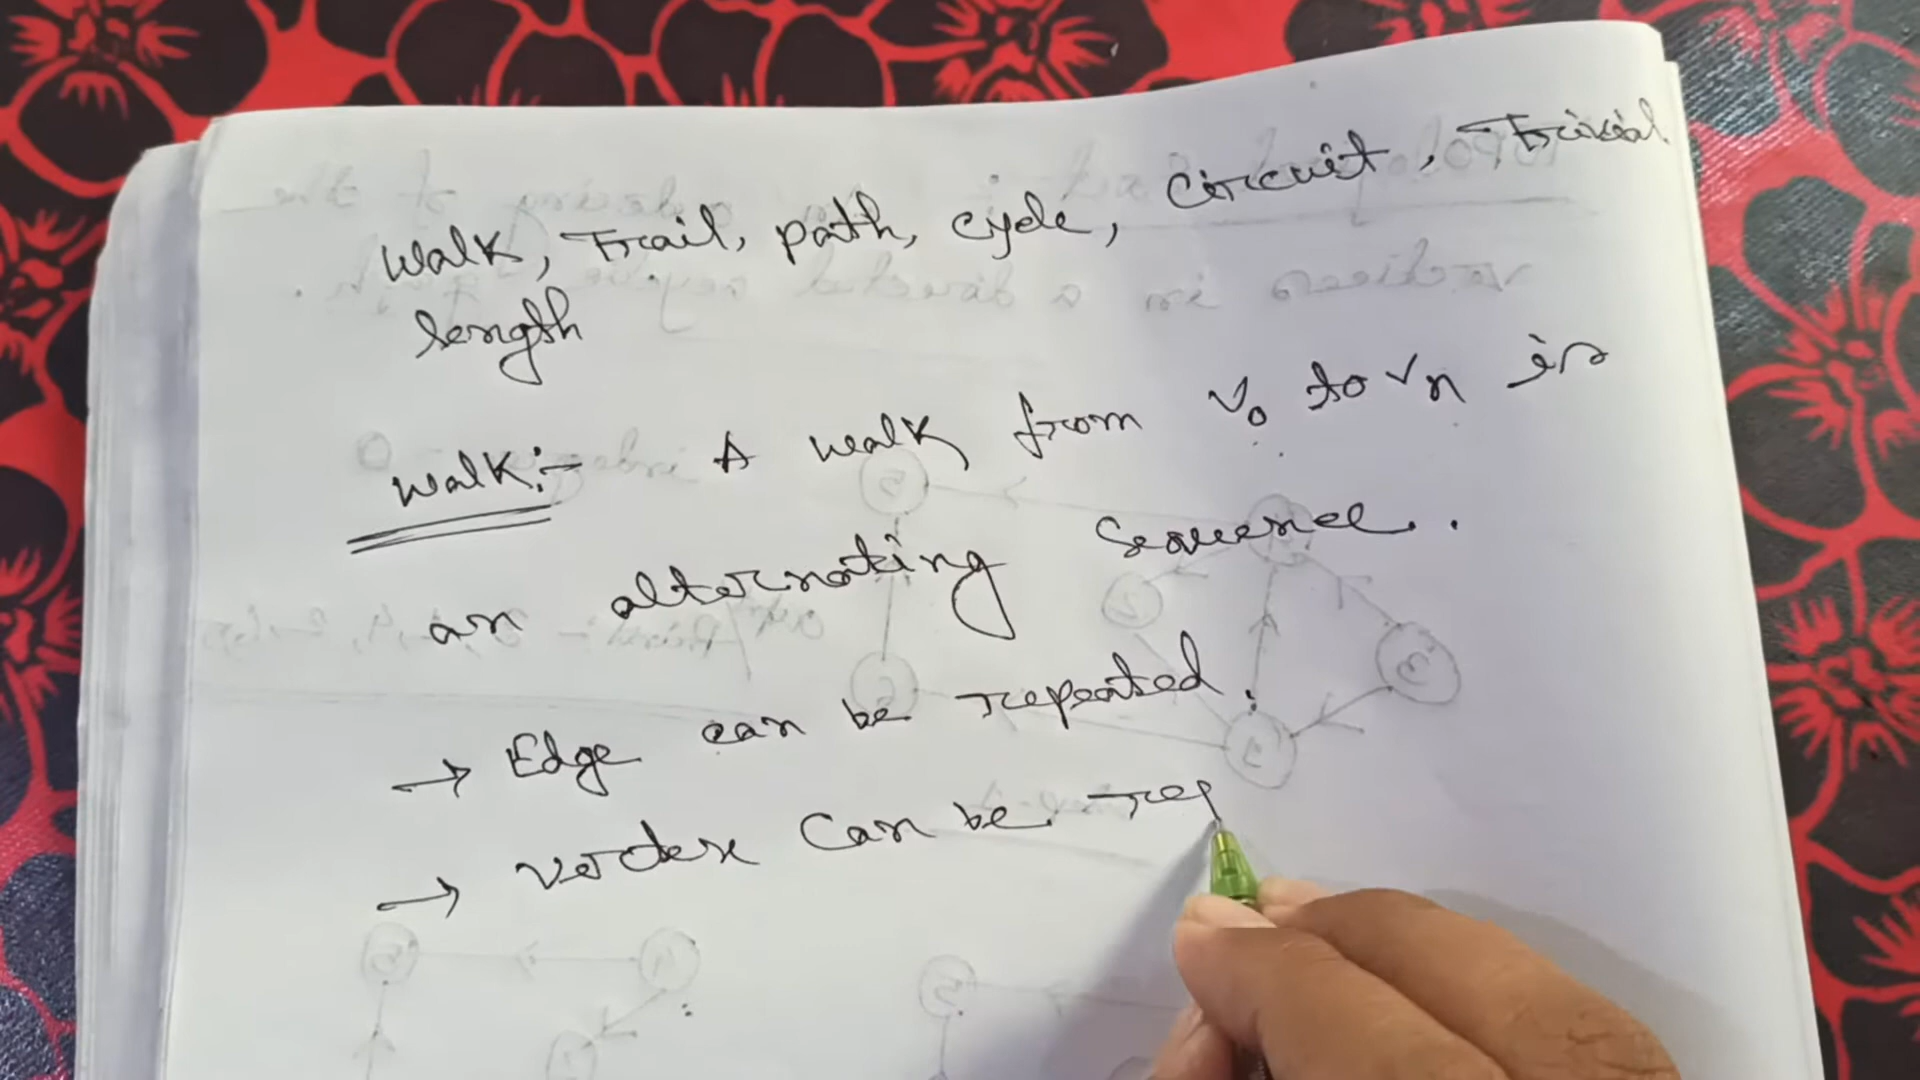 Walk, Trail, path, cycle, Circuit, Trivial
length
Walk:- A walk from V₀ to Vn is
an alternating Sequence.
→ Edge can be repeated.
→ Vertex Can be rep